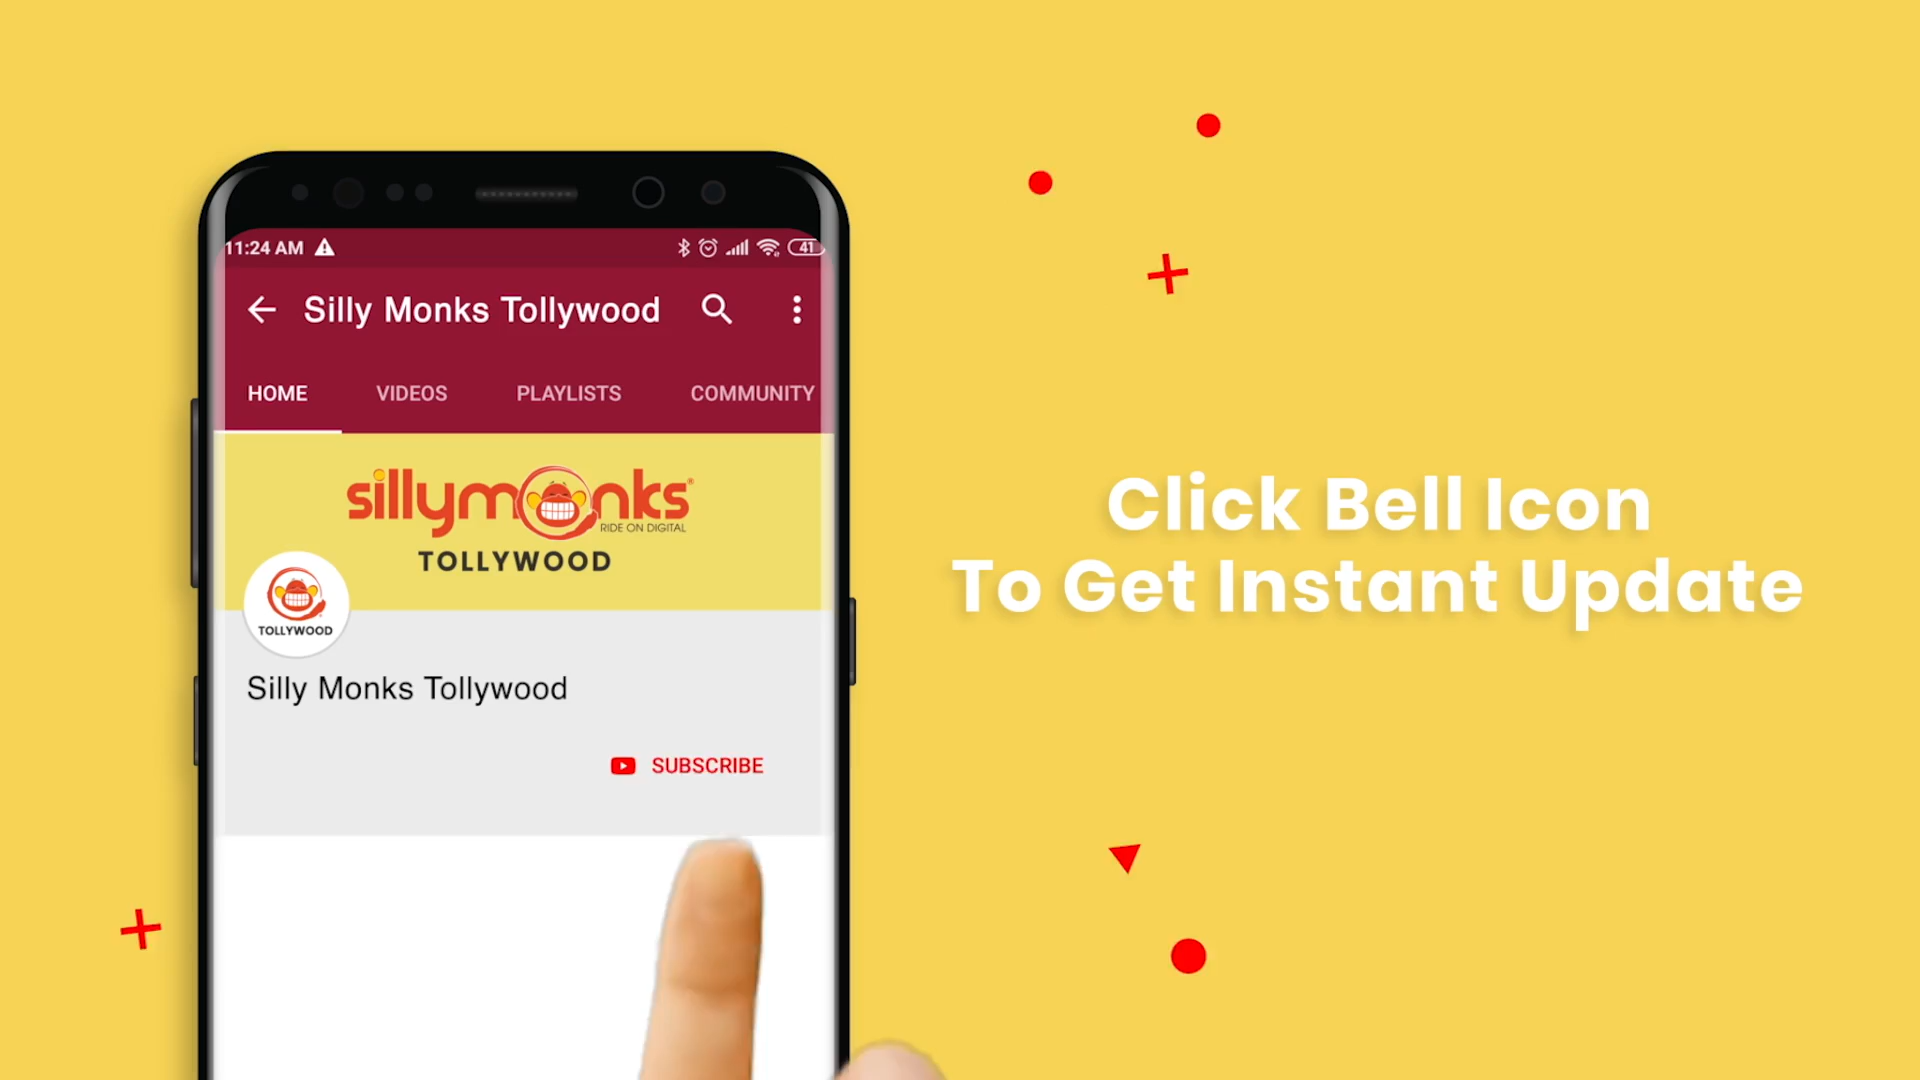 11:24 AM
41
Silly Monks Tollywood
HOME VIDEOS PLAYLISTS COMMUNITY
sillymonks®
RIDE ON DIGITAL
TOLLYWOOD
TOLLYWOOD
Silly Monks Tollywood
SUBSCRIBE
Click Bell Icon
To Get Instant Update